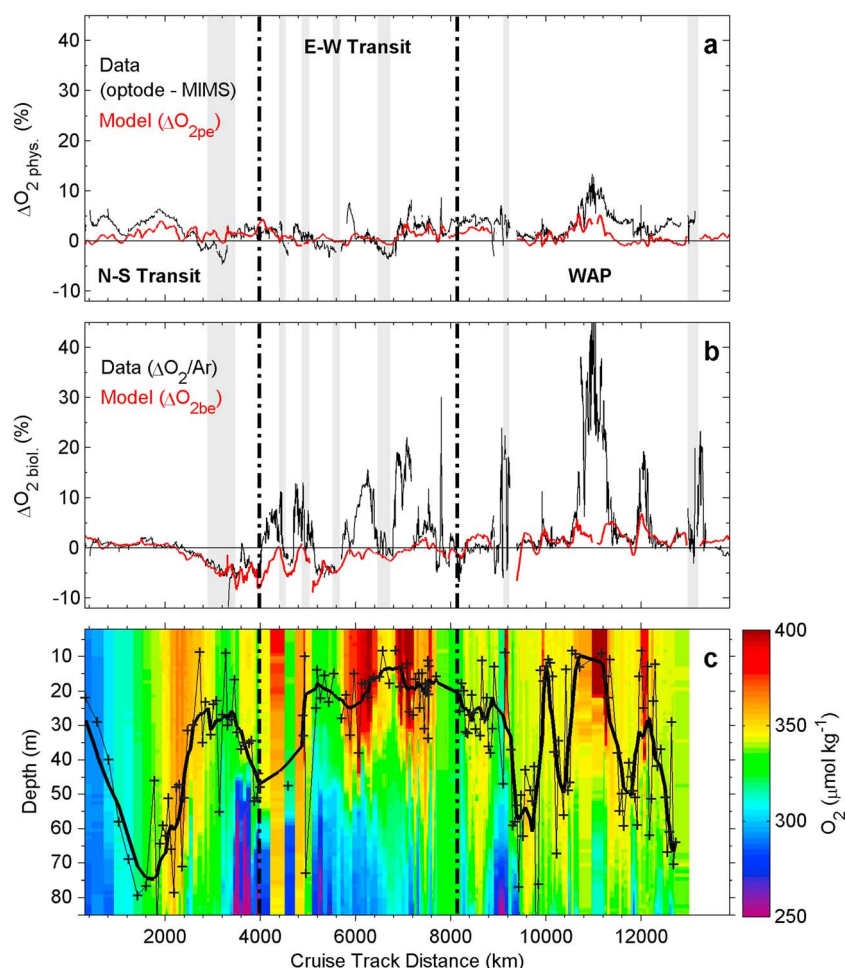 40
30
20
10
0
-10
ΔO2 phys. (%)
Data
(optode - MIMS)
Model (ΔO2pe)
E-W Transit
a
N-S Transit
WAP
40
30
20
10
0
-10
ΔO2 biol. (%)
Data (ΔO2/Ar)
Model (ΔO2be)
b
10
20
30
40
50
60
70
80
Depth (m)
c
400
350
300
250
O2 (μmol kg-1)
2000 4000 6000 8000 10000 12000
Cruise Track Distance (km)